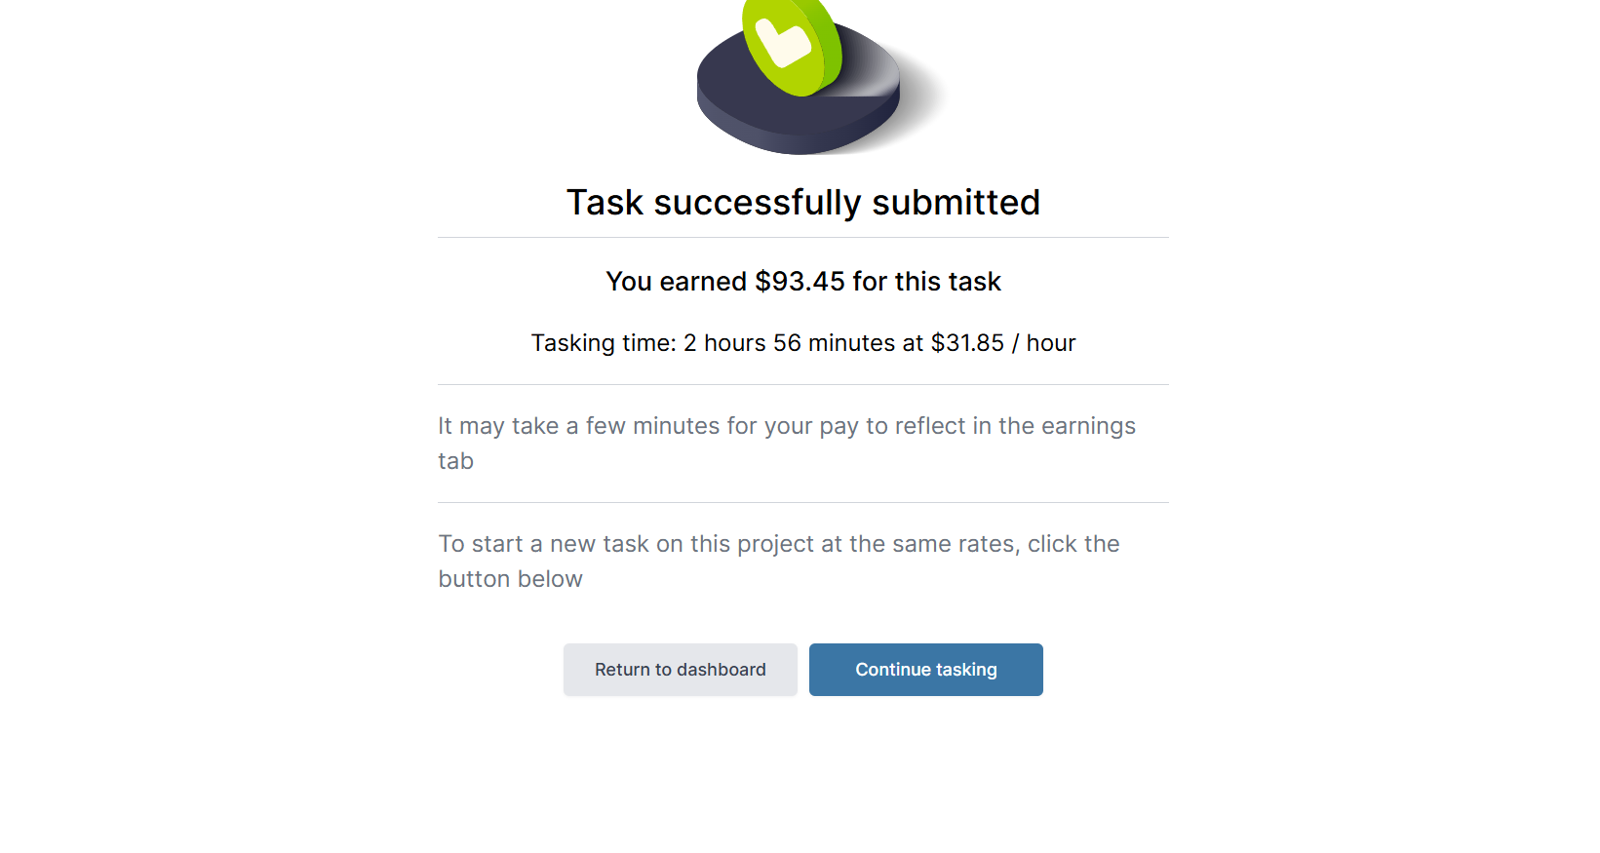 Task successfully submitted
You earned $93.45 for this task
Tasking time: 2 hours 56 minutes at $31.85 / hour
It may take a few minutes for your pay to reflect in the earnings
tab
To start a new task on this project at the same rates, click the
button below
Return to dashboard
Continue tasking